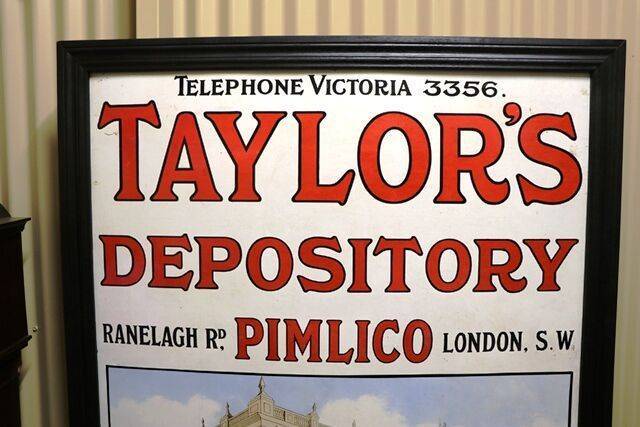 TELEPHONE VICTORIA 3356.
TAYLOR'S
DEPOSITORY
RANELAGH RD, PIMLICO LONDON. S.W